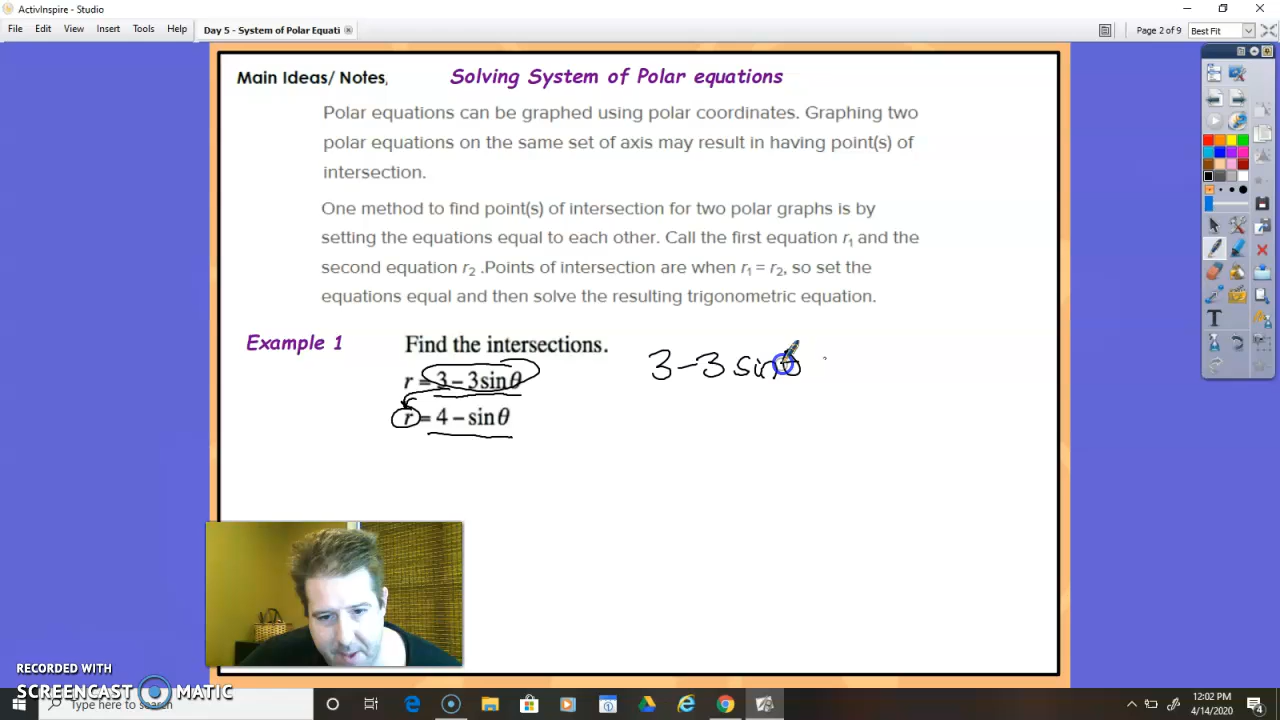 ActivInspire - Studio
File Edit View Insert Tools Help
Day 5 - System of Polar Equati
Page 2 of 9
Best Fit
Main Ideas/ Notes,
Solving System of Polar equations
Polar equations can be graphed using polar coordinates. Graphing two
polar equations on the same set of axis may result in having point(s) of
intersection.
One method to find point(s) of intersection for two polar graphs is by
setting the equations equal to each other. Call the first equation r₁ and the
second equation r₂ .Points of intersection are when r₁ = r₂, so set the
equations equal and then solve the resulting trigonometric equation.
Example 1
Find the intersections.
r = 3 – 3sinθ
3 – 3 sinθ
r = 4 – sinθ
RECORDED WITH
SCREENCAST MATIC
Type here to search
12:02 PM
4/14/2020